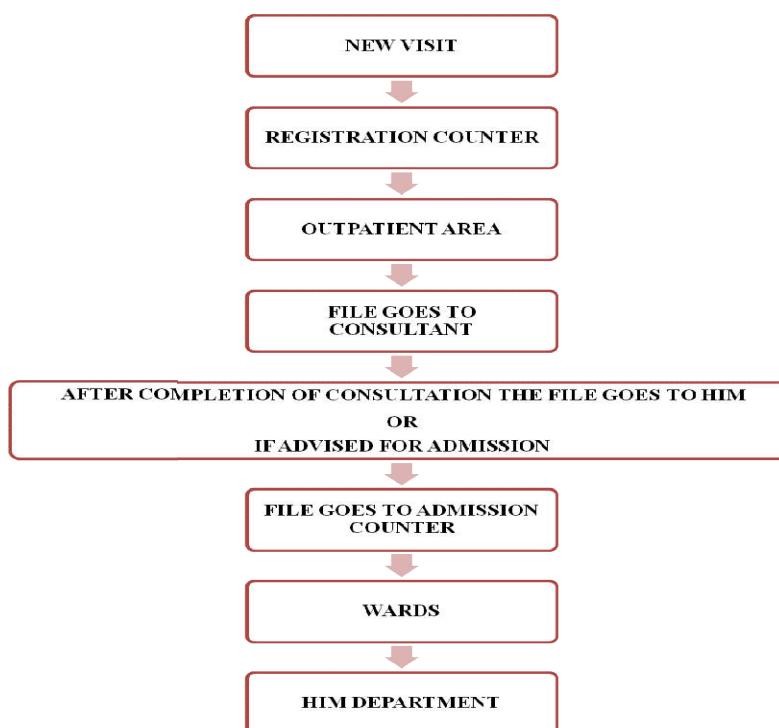 NEW VISIT
REGISTRATION COUNTER
OUTPATIENT AREA
FILE GOES TO
CONSULTANT
AFTER COMPLETION OF CONSULTATION THE FILE GOES TO HIM
OR
IF ADVISED FOR ADMISSION
FILE GOES TO ADMISSION
COUNTER
WARDS
HIM DEPARTMENT